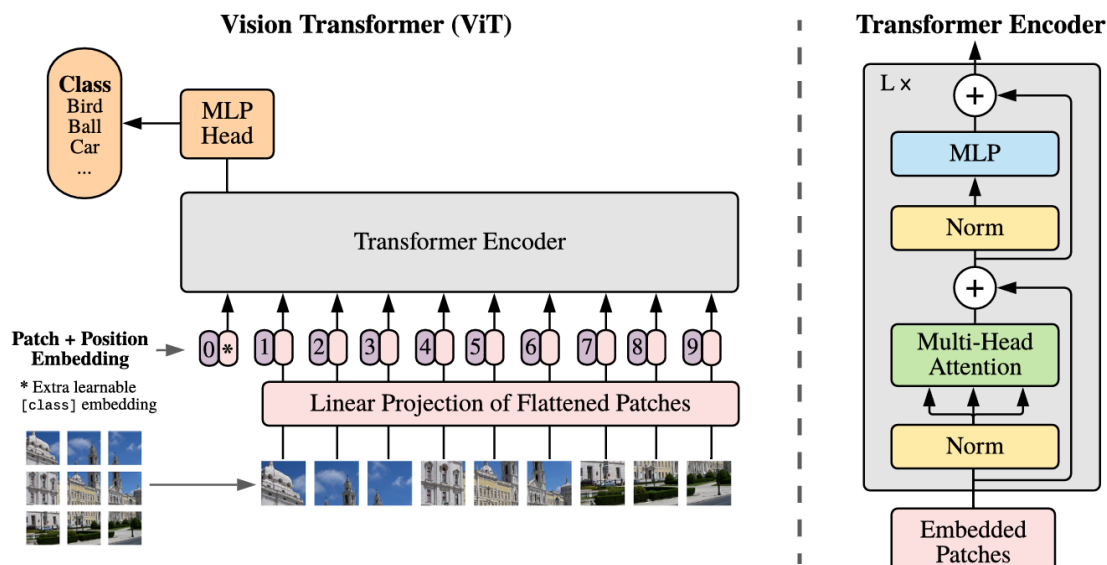 Vision Transformer (ViT)
Class
Bird
Ball
Car
...
MLP
Head
Transformer Encoder
Patch + Position
Embedding
0 * 1 2 3 4 5 6 7 8 9
* Extra learnable
[class] embedding
Linear Projection of Flattened Patches
Transformer Encoder
L ×
+
MLP
Norm
+
Multi-Head
Attention
Norm
Embedded
Patches